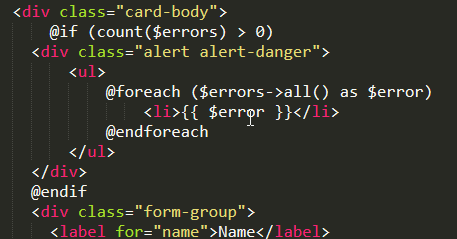 <div class="card-body">
@if (count($errors) > 0)
<div class="alert alert-danger">
<ul>
@foreach ($errors->all() as $error)
<li>{{ $error }}</li>
@endforeach
</ul>
</div>
@endif
<div class="form-group">
<label for="name">Name</label>